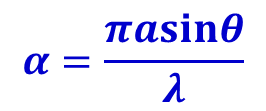 α = πasinθ / λ